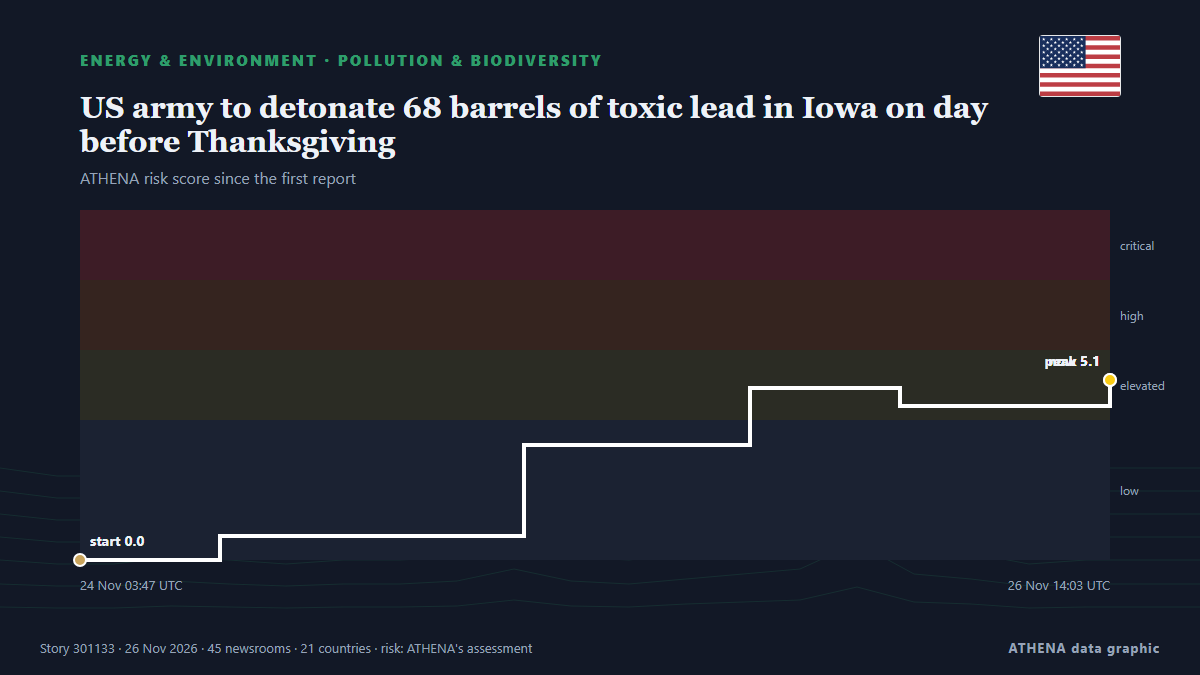 ENERGY & ENVIRONMENT · POLLUTION & BIODIVERSITY
US army to detonate 68 barrels of toxic lead in Iowa on day
before Thanksgiving
ATHENA risk score since the first report
critical
high
peak 5.1
elevated
low
start 0.0
24 Nov 03:47 UTC
26 Nov 14:03 UTC
Story 301133 · 26 Nov 2026 · 45 newsrooms · 21 countries · risk: ATHENA's assessment
ATHENA data graphic